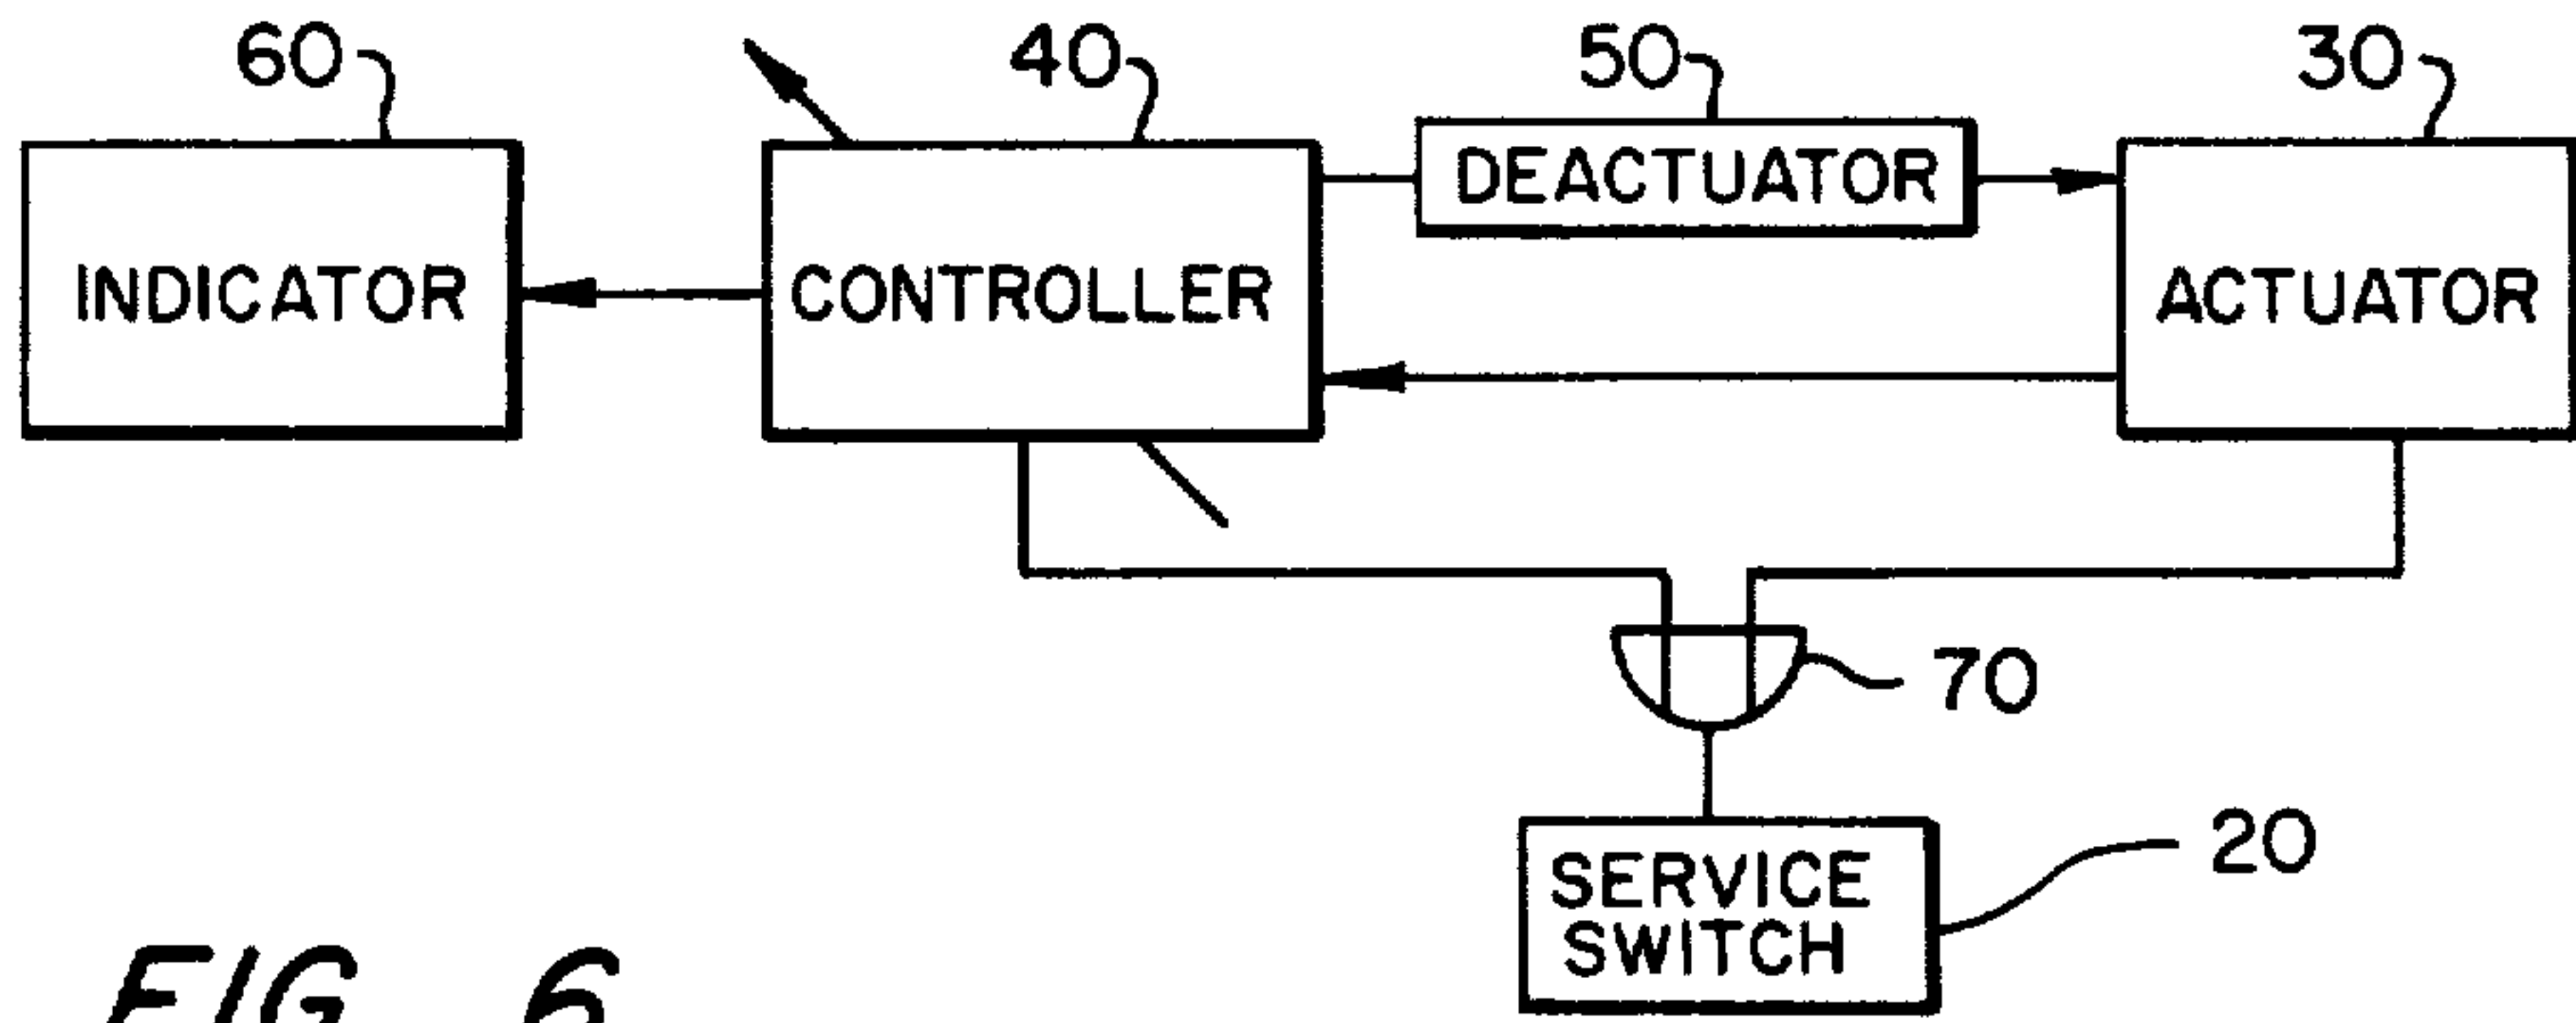 60
40
50
30
DEACTUATOR
INDICATOR
CONTROLLER
ACTUATOR
70
SERVICE
SWITCH
20
FIG. 6